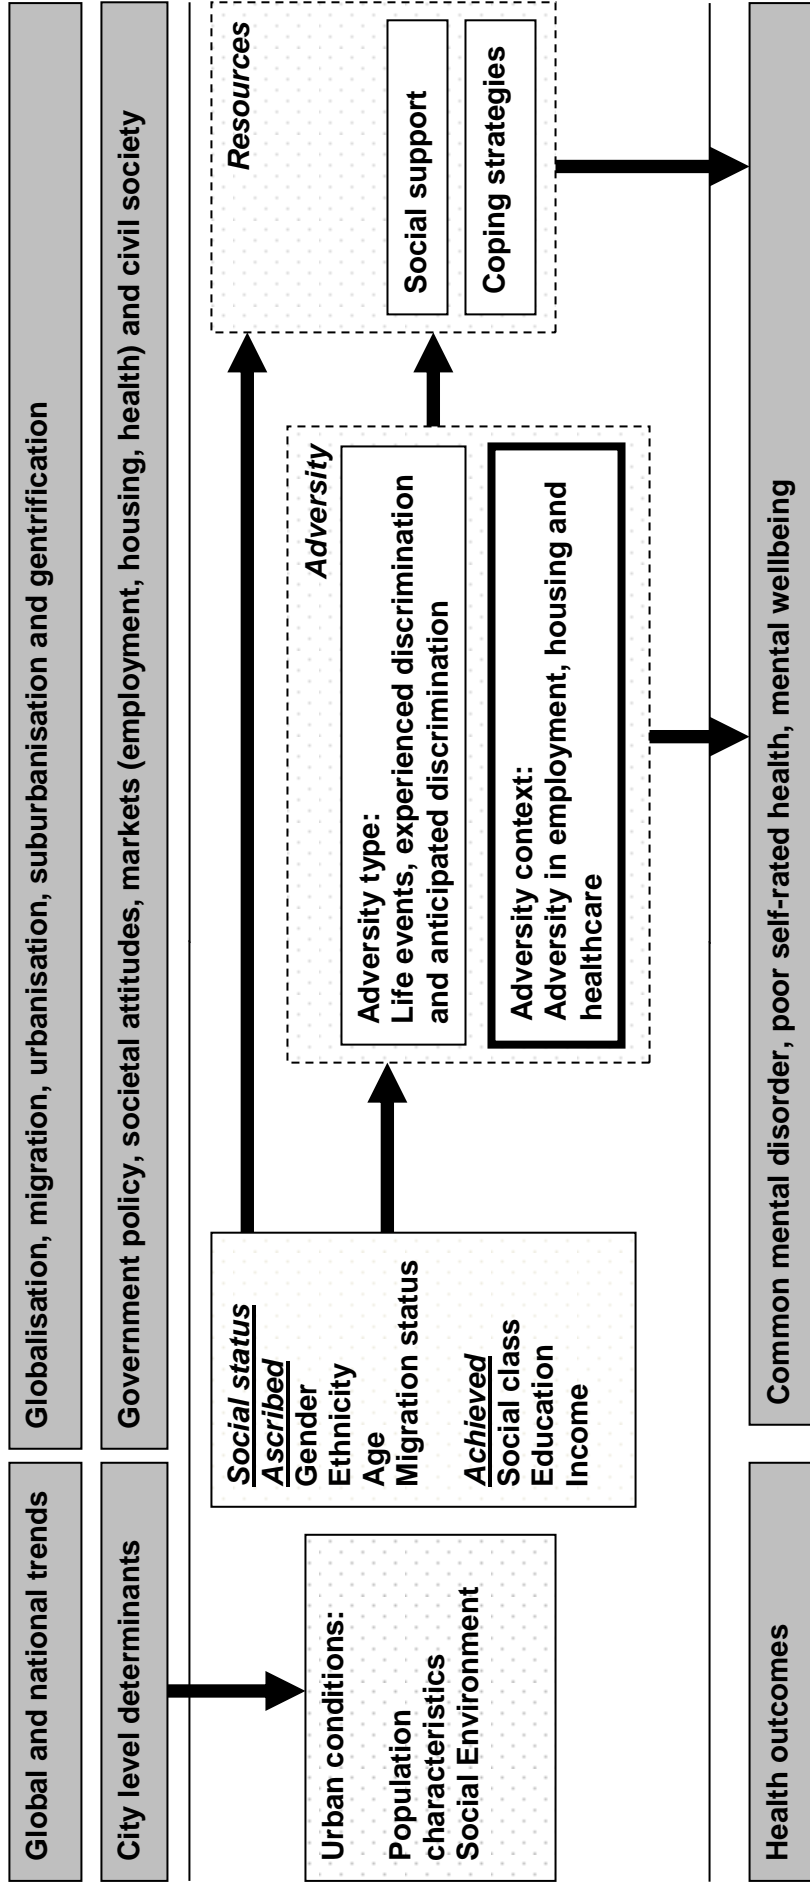 Global and national trends
Globalisation, migration, urbanisation, suburbanisation and gentrification
City level determinants
Government policy, societal attitudes, markets (employment, housing, health) and civil society
Urban conditions:
Population
characteristics
Social Environment
Social status
Ascribed
Gender
Ethnicity
Age
Migration status
Achieved
Social class
Education
Income
Adversity
Adversity type:
Life events, experienced discrimination
and anticipated discrimination
Adversity context:
Adversity in employment, housing and
healthcare
Resources
Social support
Coping strategies
Health outcomes
Common mental disorder, poor self-rated health, mental wellbeing